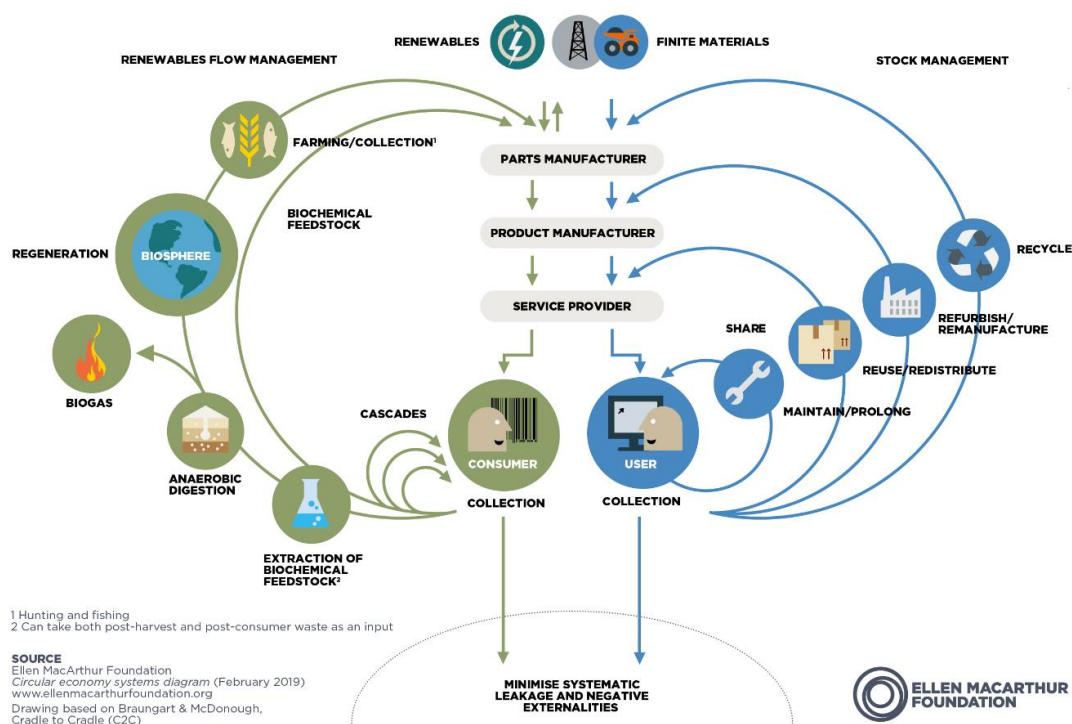 RENEWABLES
FINITE MATERIALS
RENEWABLES FLOW MANAGEMENT
STOCK MANAGEMENT
FARMING/COLLECTION¹
PARTS MANUFACTURER
BIOCHEMICAL
FEEDSTOCK
PRODUCT MANUFACTURER
REGENERATION
BIOSPHERE
RECYCLE
SERVICE PROVIDER
SHARE
REFURBISH/
REMANUFACTURE
REUSE/REDISTRIBUTE
BIOGAS
CASCADES
MAINTAIN/PROLONG
CONSUMER
USER
ANAEROBIC
DIGESTION
COLLECTION
COLLECTION
EXTRACTION OF
BIOCHEMICAL
FEEDSTOCK²
1 Hunting and fishing
2 Can take both post-harvest and post-consumer waste as an input
SOURCE
Ellen MacArthur Foundation
Circular economy systems diagram (February 2019)
www.ellenmacarthurfoundation.org
Drawing based on Braungart & McDonough,
Cradle to Cradle (C2C)
MINIMISE SYSTEMATIC
LEAKAGE AND NEGATIVE
EXTERNALITIES
ELLEN MACARTHUR
FOUNDATION